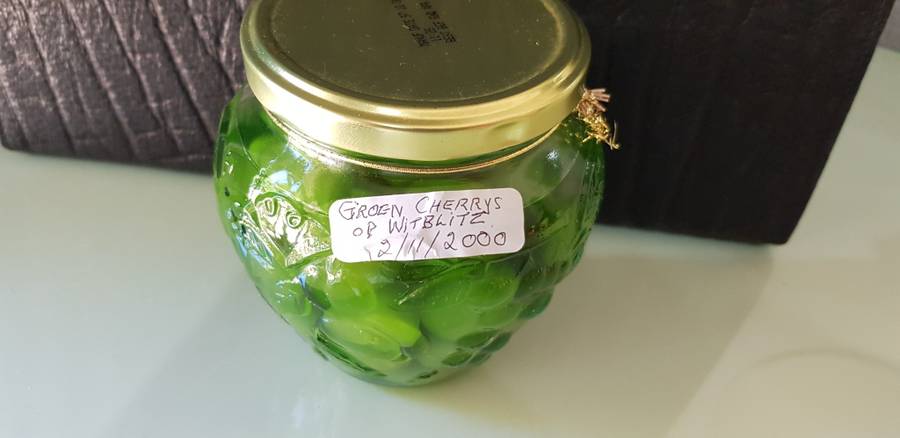 GROEN CHERRYS
OP WITBLITZ
2/11/2000